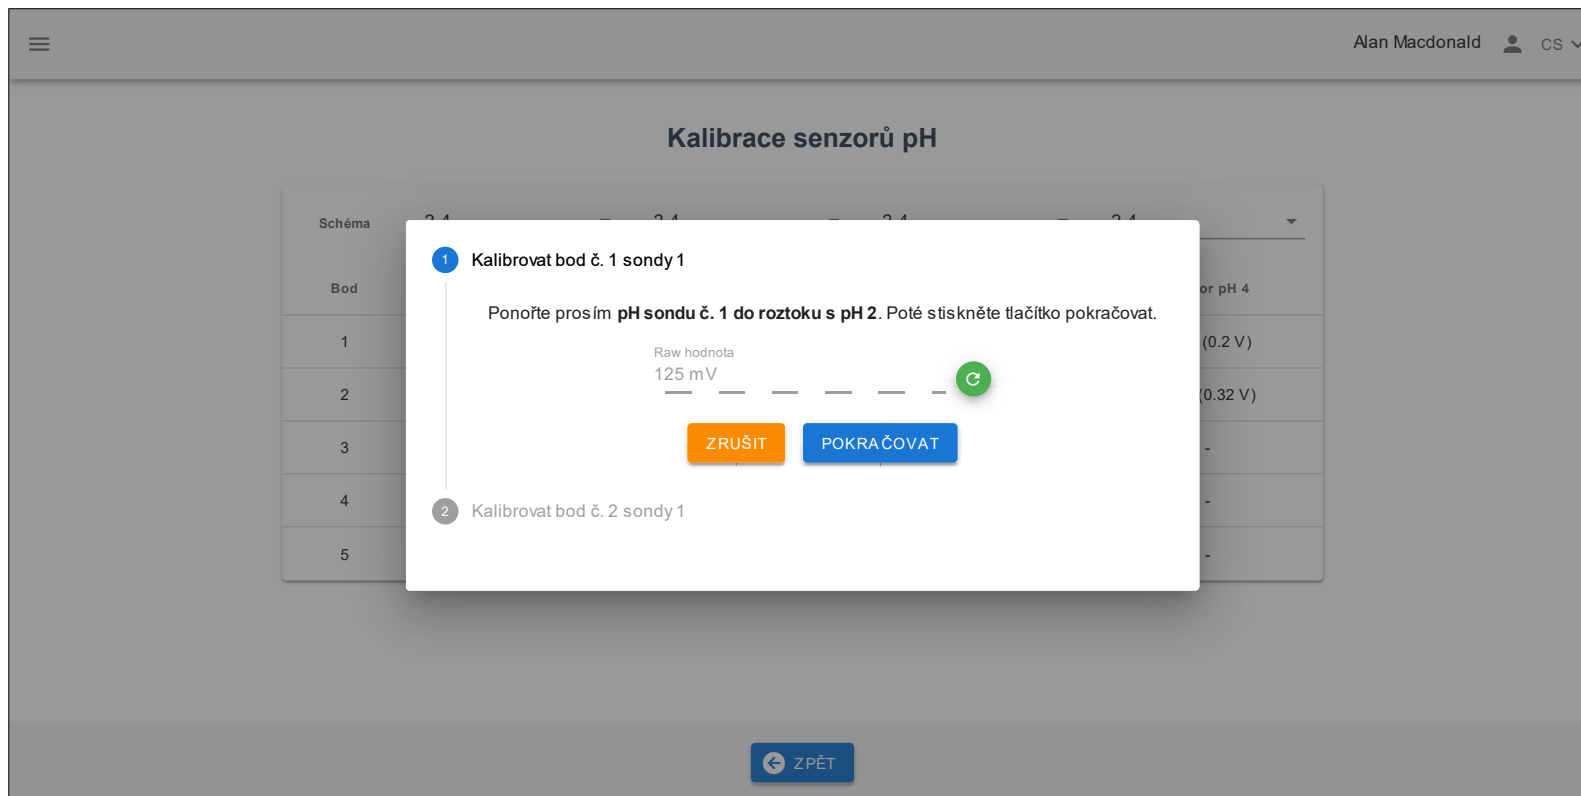 Alan Macdonald CS
Kalibrace senzorů pH
Schéma
Bod or pH 4
1 (0.2 V)
2 (0.32 V)
3 -
4 -
5 -
1 Kalibrovat bod č. 1 sondy 1
Ponořte prosím pH sondu č. 1 do roztoku s pH 2. Poté stiskněte tlačítko pokračovat.
Raw hodnota
125 mV
ZRUŠIT POKRAČOVAT
2 Kalibrovat bod č. 2 sondy 1
ZPĚT